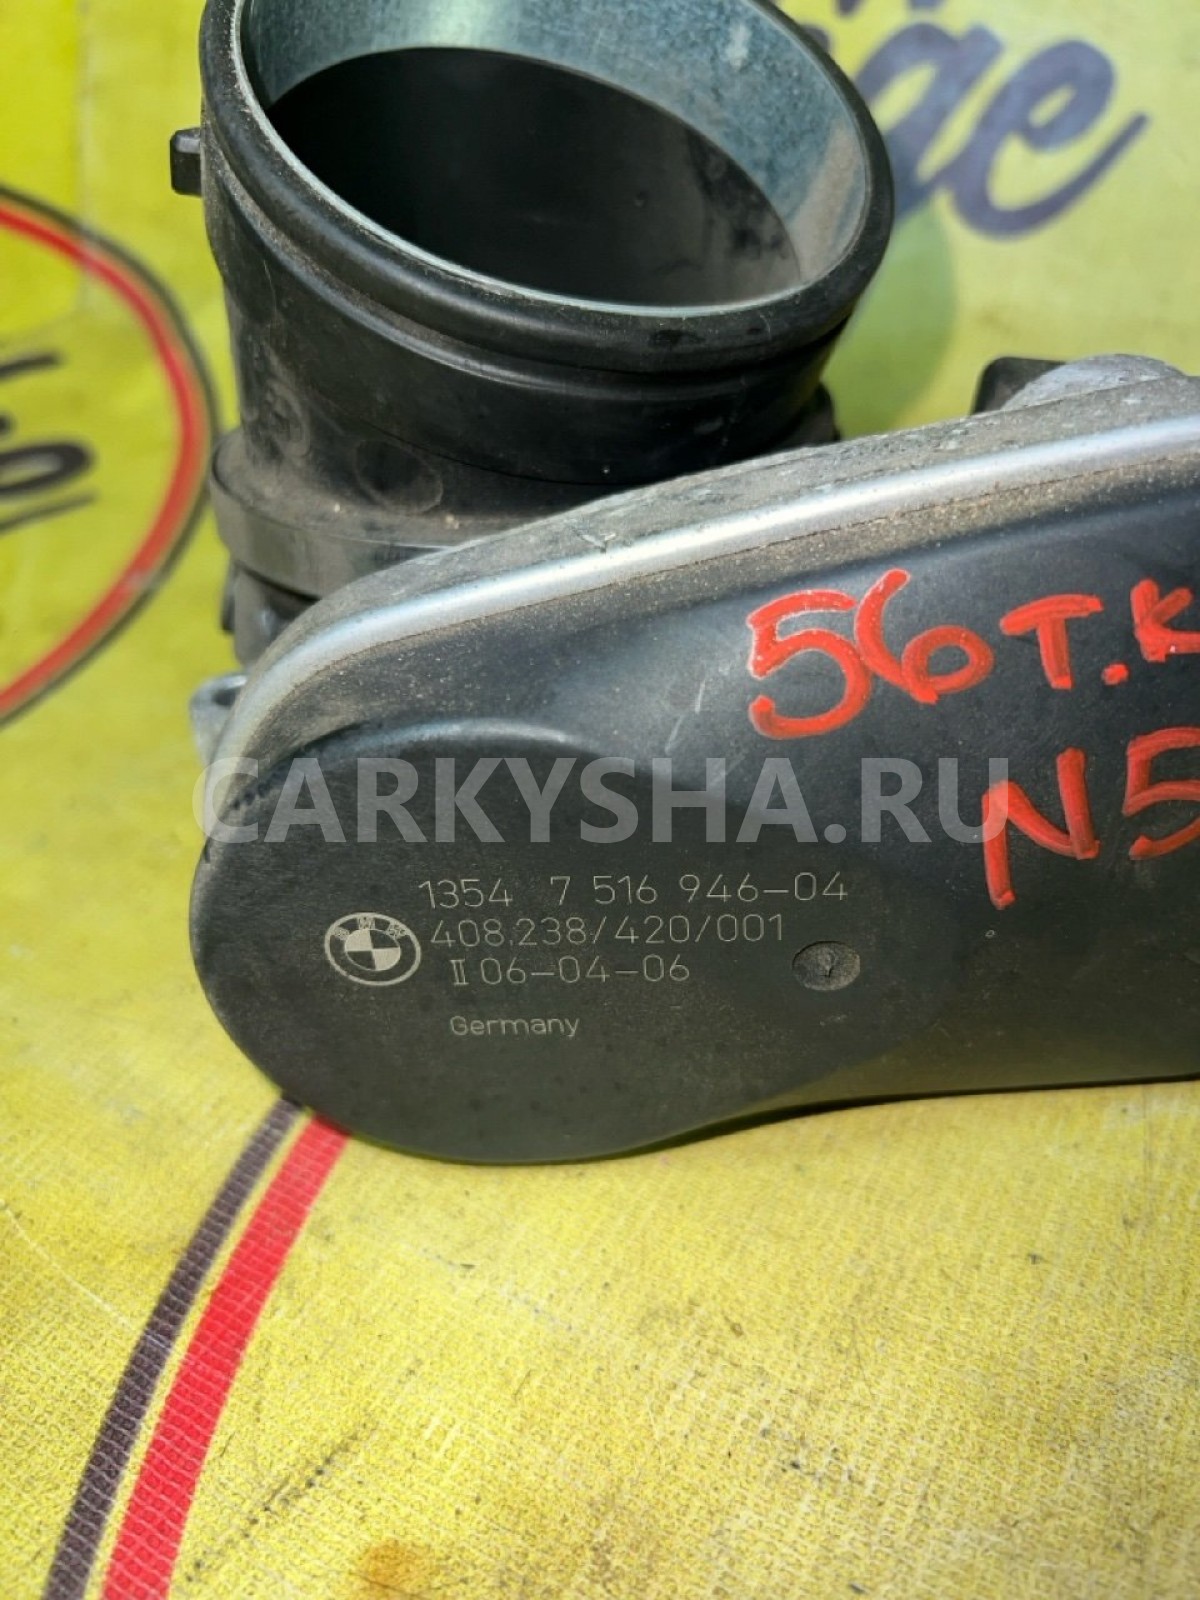 56т.к
N5
CARKYSHA.RU
1354 7 516 946-04
408.238/420/001
II 06-04-06
Germany